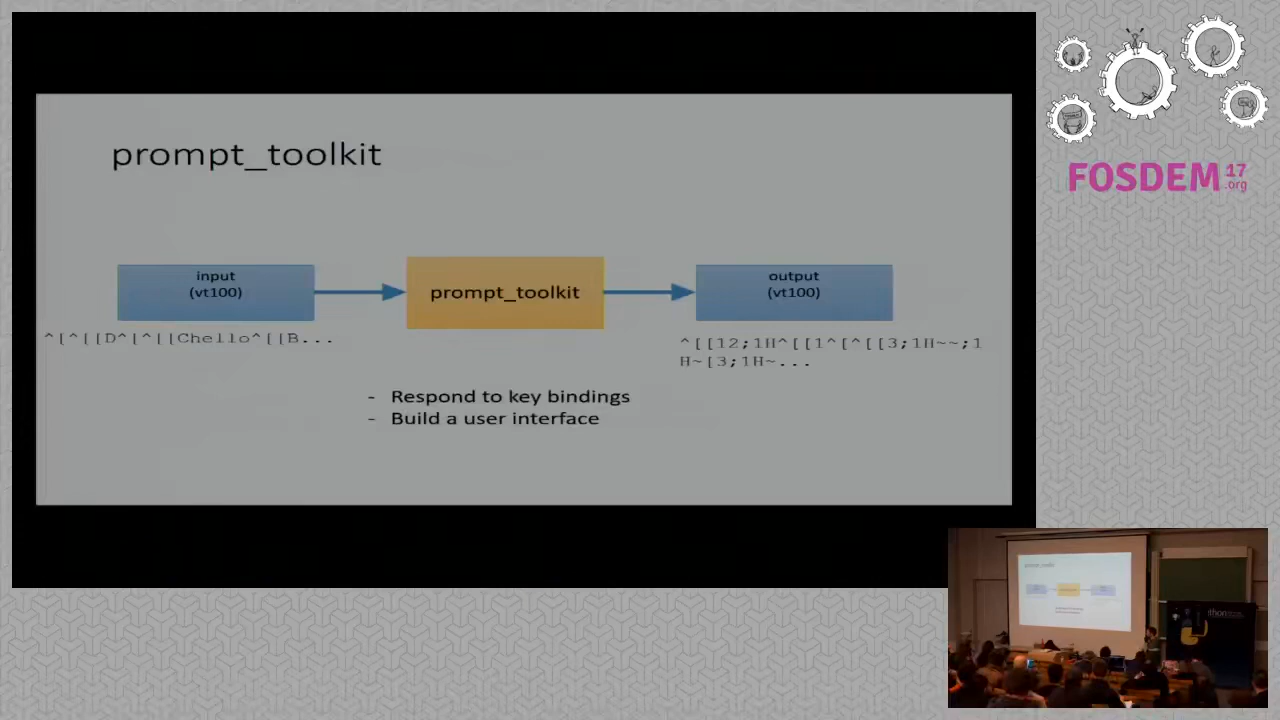 prompt_toolkit
input
(vt100)
prompt_toolkit
output
(vt100)
^[^[[D^[^[[Chello^[[B...
^[[12;1H^[[1^[^[[3;1H~~;1
H~[3;1H~...
- Respond to key bindings
- Build a user interface
FOSDEM 17
.org